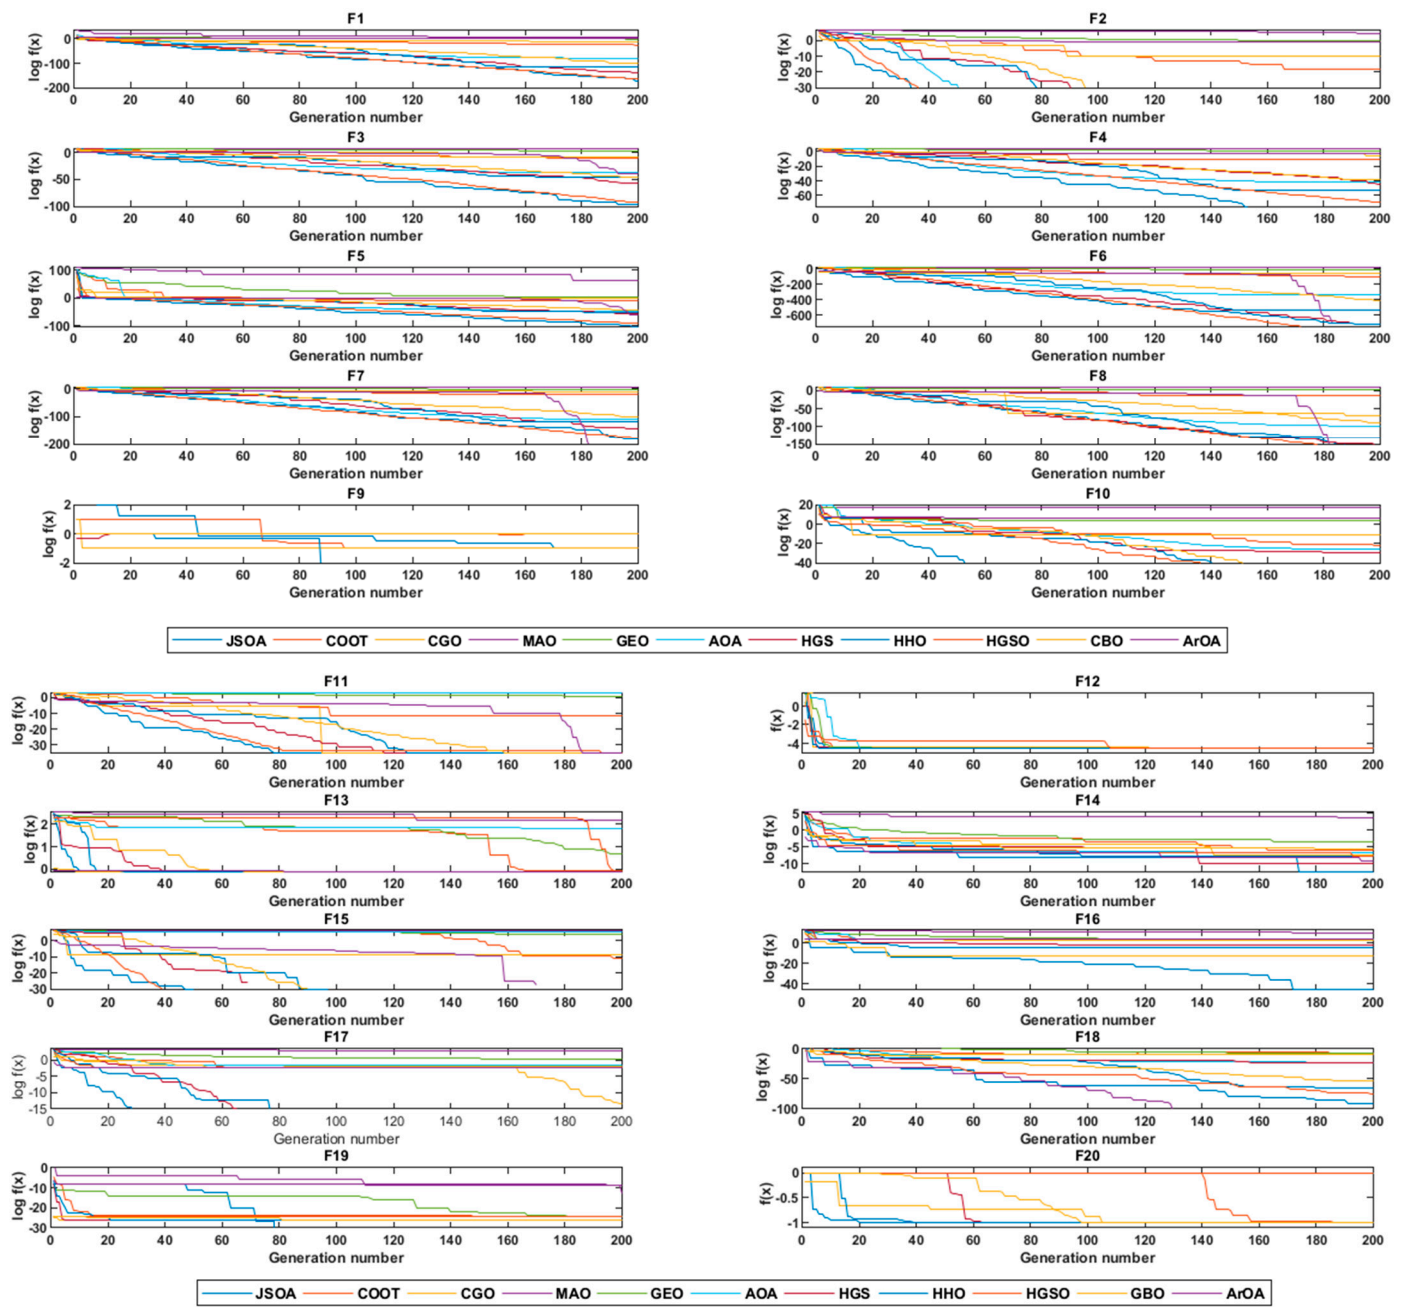 F1
log f(x)
0
-100
-200
0 20 40 60 80 100 120 140 160 180 200
Generation number
F2
log f(x)
0
-10
-20
-30
0 20 40 60 80 100 120 140 160 180 200
Generation number
F3
log f(x)
0
-50
-100
0 20 40 60 80 100 120 140 160 180 200
Generation number
F4
log f(x)
0
-20
-40
-60
0 20 40 60 80 100 120 140 160 180 200
Generation number
F5
log f(x)
100
0
-100
0 20 40 60 80 100 120 140 160 180 200
Generation number
F6
log f(x)
0
-200
-400
-600
0 20 40 60 80 100 120 140 160 180 200
Generation number
F7
log f(x)
0
-100
-200
0 20 40 60 80 100 120 140 160 180 200
Generation number
F8
log f(x)
0
-50
-100
-150
0 20 40 60 80 100 120 140 160 180 200
Generation number
F9
log f(x)
2
0
-2
0 20 40 60 80 100 120 140 160 180 200
Generation number
F10
log f(x)
20
0
-20
-40
0 20 40 60 80 100 120 140 160 180 200
Generation number
JSOA COOT CGO MAO GEO AOA HGS HHO HGSO CBO ArOA
F11
log f(x)
0
-10
-20
-30
0 20 40 60 80 100 120 140 160 180 200
Generation number
F12
f(x)
0
-2
-4
0 20 40 60 80 100 120 140 160 180 200
Generation number
F13
log f(x)
2
1
0
0 20 40 60 80 100 120 140 160 180 200
Generation number
F14
f(x)
5
0
-5
-10
0 20 40 60 80 100 120 140 160 180 200
Generation number
F15
log f(x)
0
-10
-20
-30
0 20 40 60 80 100 120 140 160 180 200
Generation number
F16
log f(x)
0
-20
-40
0 20 40 60 80 100 120 140 160 180 200
Generation number
F17
log f(x)
0
-5
-10
-15
0 20 40 60 80 100 120 140 160 180 200
Generation number
F18
log f(x)
0
-50
-100
0 20 40 60 80 100 120 140 160 180 200
Generation number
F19
log f(x)
0
-10
-20
-30
0 20 40 60 80 100 120 140 160 180 200
Generation number
F20
f(x)
0
-0.5
-1
0 20 40 60 80 100 120 140 160 180 200
Generation number
JSOA COOT CGO MAO GEO AOA HGS HHO HGSO GBO ArOA